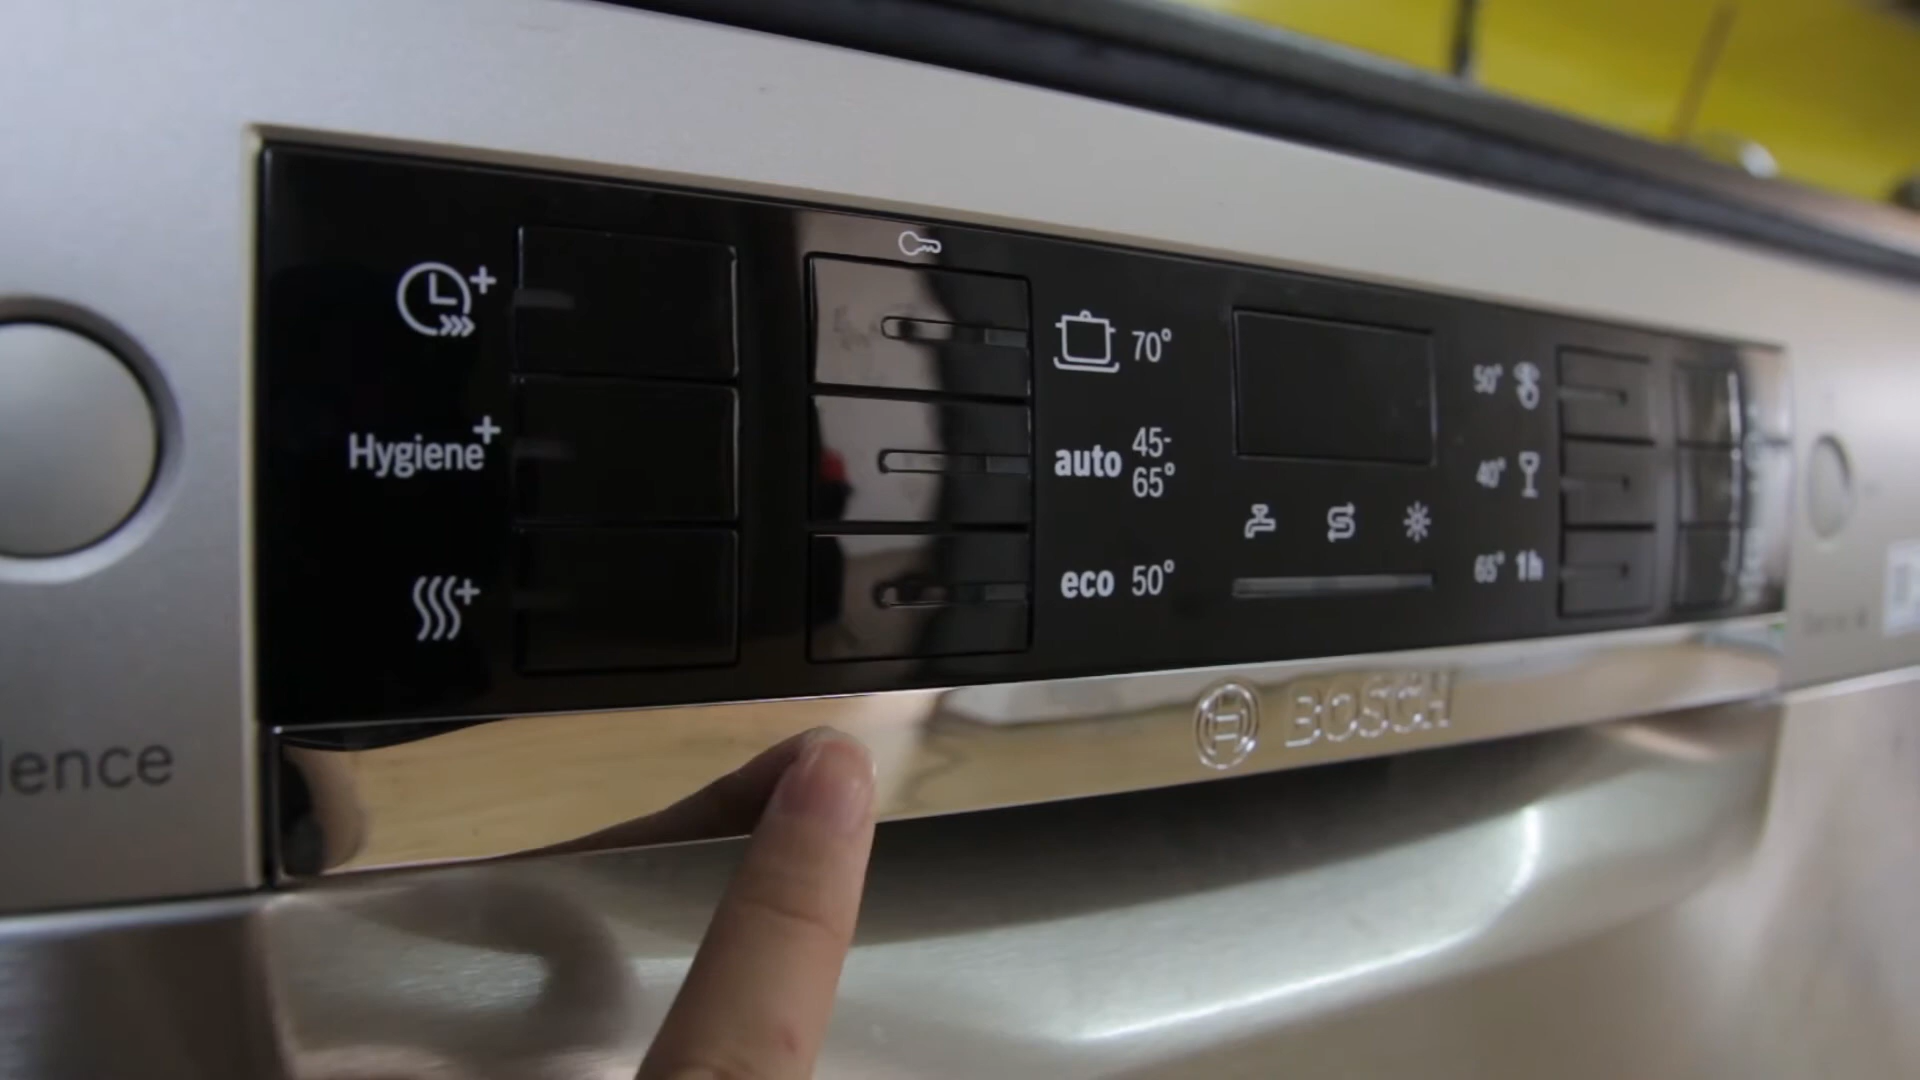 70°
Hygiene+
auto 45-
65°
eco 50°
50°
40°
65° 1h
BOSCH
lence